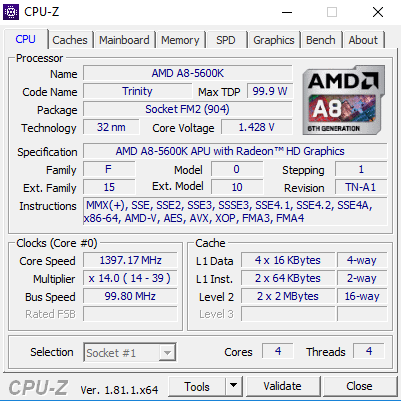 CPU-Z
CPU Caches Mainboard Memory SPD Graphics Bench About
Processor
Name AMD A8-5600K
Code Name Trinity Max TDP 99.9 W
Package Socket FM2 (904)
Technology 32 nm Core Voltage 1.428 V
AMD
A8
6TH GENERATION
Specification AMD A8-5600K APU with Radeon™ HD Graphics
Family F Model 0 Stepping 1
Ext. Family 15 Ext. Model 10 Revision TN-A1
Instructions MMX(+), SSE, SSE2, SSE3, SSSE3, SSE4.1, SSE4.2, SSE4A,
x86-64, AMD-V, AES, AVX, XOP, FMA3, FMA4
Clocks (Core #0)
Core Speed 1397.17 MHz
Multiplier x 14.0 ( 14 - 39 )
Bus Speed 99.80 MHz
Rated FSB
Cache
L1 Data 4 x 16 KBytes 4-way
L1 Inst. 2 x 64 KBytes 2-way
Level 2 2 x 2 MBytes 16-way
Level 3
Selection Socket #1 Cores 4 Threads 4
CPU-Z Ver. 1.81.1.x64 Tools Validate Close